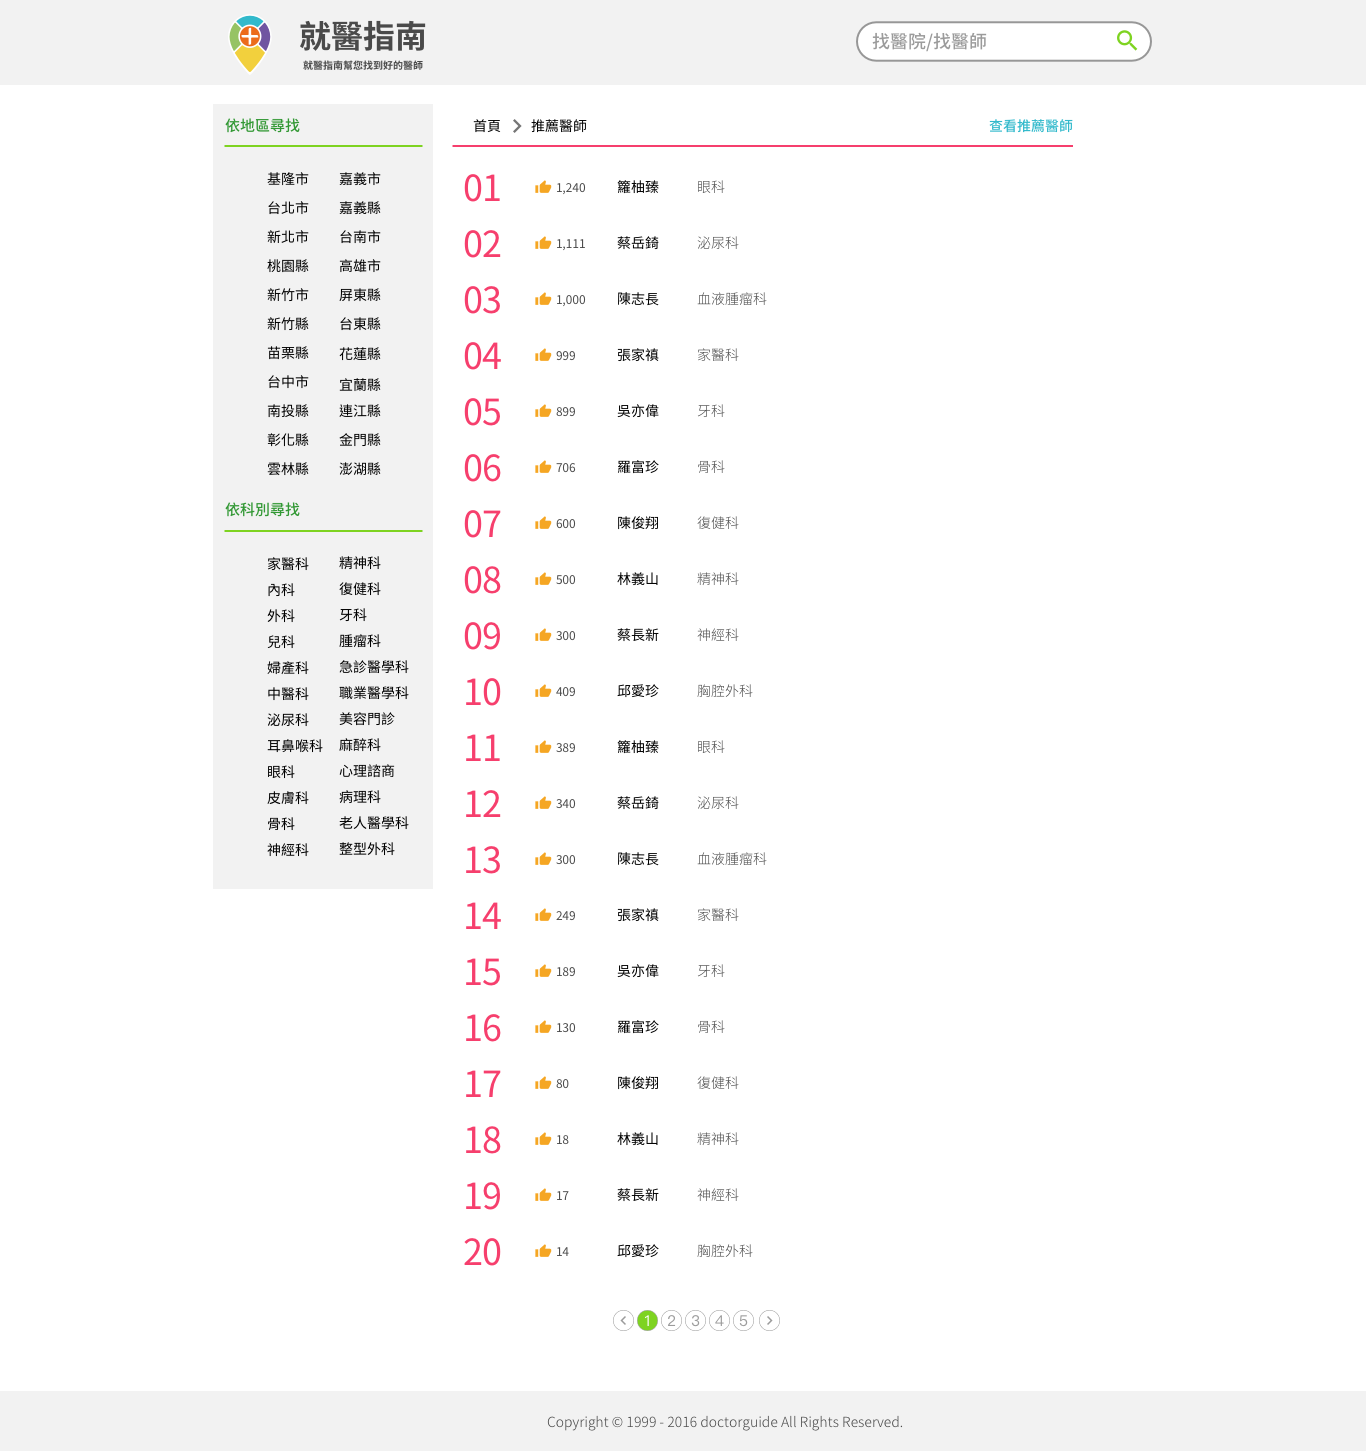 就醫指南
就醫指南幫您找到好的醫師
找醫院/找醫師
依地區尋找
基隆市 嘉義市
台北市 嘉義縣
新北市 台南市
桃園縣 高雄市
新竹市 屏東縣
新竹縣 台東縣
苗栗縣 花蓮縣
台中市 宜蘭縣
南投縣 連江縣
彰化縣 金門縣
雲林縣 澎湖縣
依科別尋找
家醫科 精神科
內科 復健科
外科 牙科
兒科 腫瘤科
婦產科 急診醫學科
中醫科 職業醫學科
泌尿科 美容門診
耳鼻喉科 麻醉科
眼科 心理諮商
皮膚科 病理科
骨科 老人醫學科
神經科 整型外科
首頁 推薦醫師 查看推薦醫師
01 1,240 籮柚臻 眼科
02 1,111 蔡岳錡 泌尿科
03 1,000 陳志長 血液腫瘤科
04 999 張家禛 家醫科
05 899 吳亦偉 牙科
06 706 羅富珍 骨科
07 600 陳俊翔 復健科
08 500 林義山 精神科
09 300 蔡長新 神經科
10 409 邱愛珍 胸腔外科
11 389 籮柚臻 眼科
12 340 蔡岳錡 泌尿科
13 300 陳志長 血液腫瘤科
14 249 張家禛 家醫科
15 189 吳亦偉 牙科
16 130 羅富珍 骨科
17 80 陳俊翔 復健科
18 18 林義山 精神科
19 17 蔡長新 神經科
20 14 邱愛珍 胸腔外科
1 2 3 4 5
Copyright © 1999 - 2016 doctorguide All Rights Reserved.